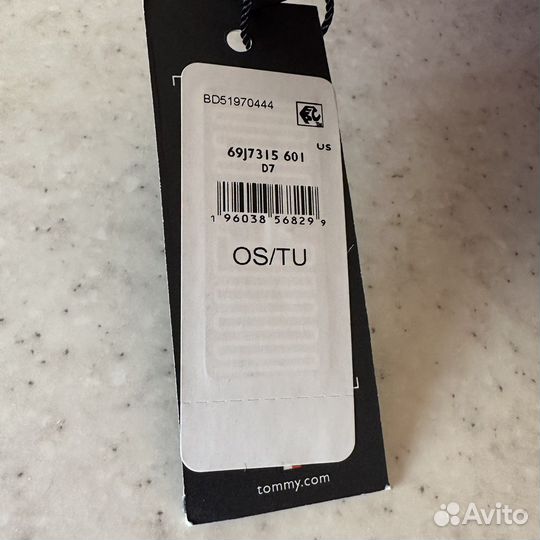 BD51970444
US
69J7315 601
D7
1 96038 56829 9
OS/TU
tommy.com
Avito